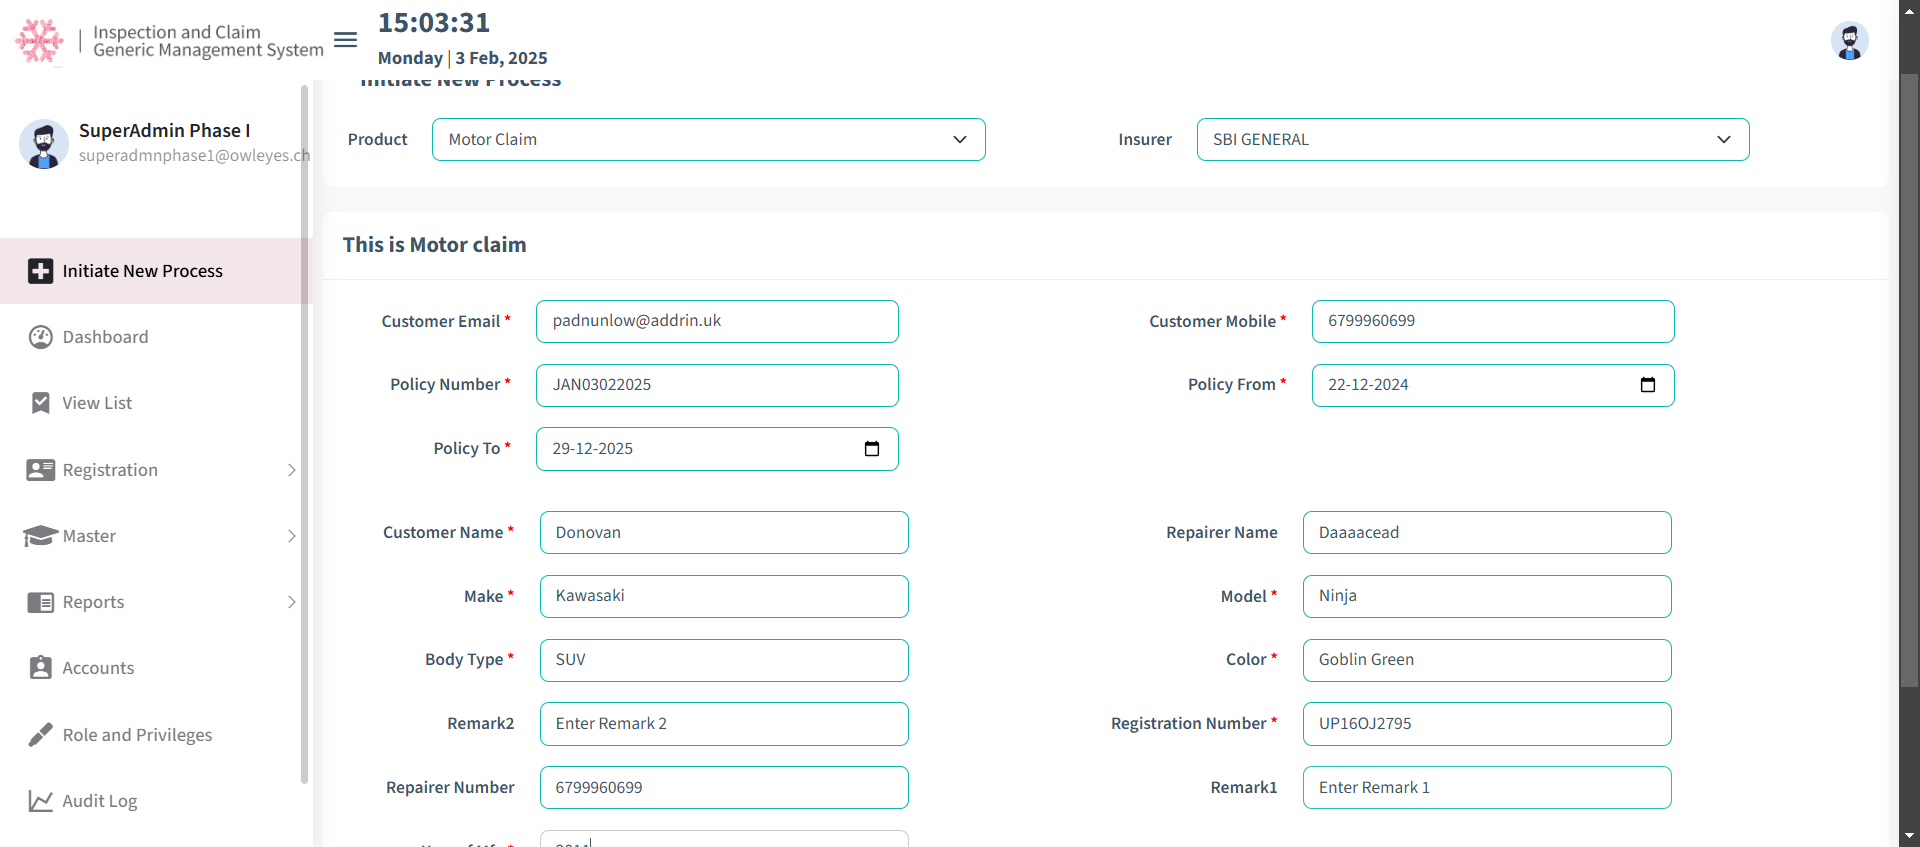 Inspection and Claim
Generic Management System
15:03:31
Monday | 3 Feb, 2025
SuperAdmin Phase I
superadmnphase1@owleyes.ch
Initiate New Process
Dashboard
View List
Registration
Master
Reports
Accounts
Role and Privileges
Audit Log
Initiate New Process
Product Motor Claim Insurer SBI GENERAL
This is Motor claim
Customer Email * padnunlow@addrin.uk Customer Mobile * 6799960699
Policy Number * JAN03022025 Policy From * 22-12-2024
Policy To * 29-12-2025
Customer Name * Donovan Repairer Name Daaaacead
Make * Kawasaki Model * Ninja
Body Type * SUV Color * Goblin Green
Remark2 Enter Remark 2 Registration Number * UP16OJ2795
Repairer Number 6799960699 Remark1 Enter Remark 1